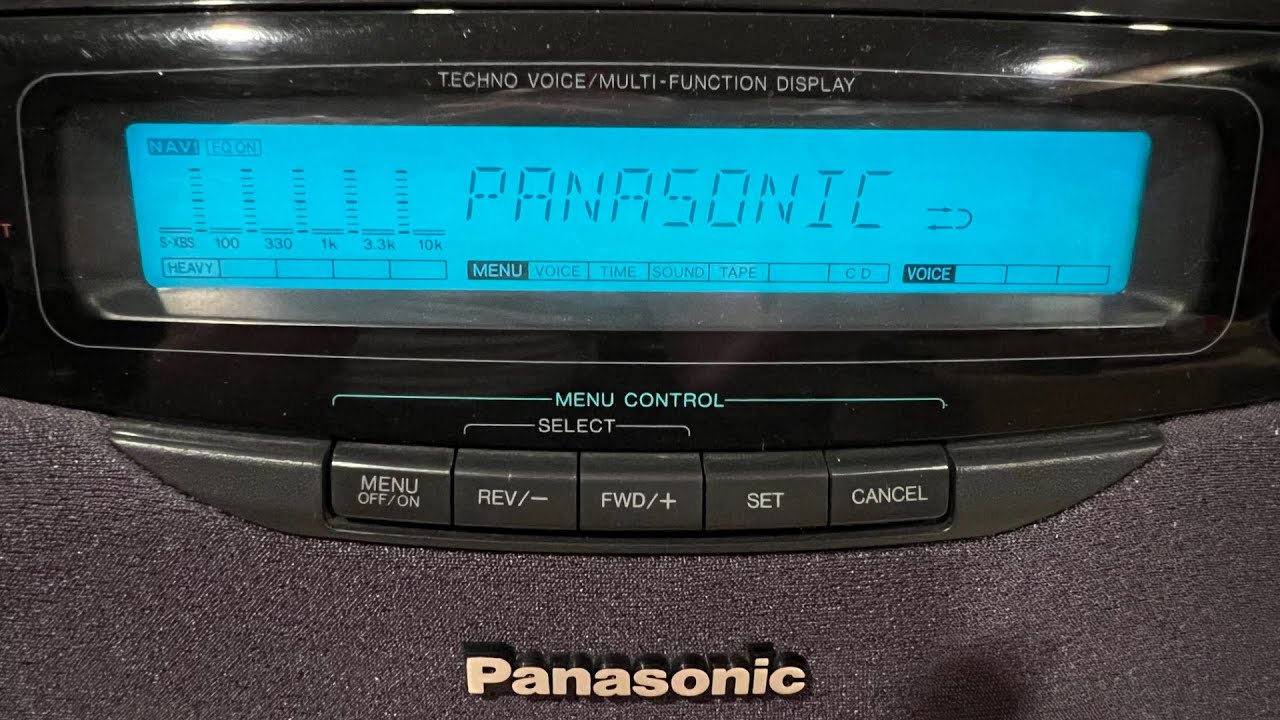 TECHNO VOICE/MULTI-FUNCTION DISPLAY
NAVI EQ.ON
PANASONIC
T
S-XBS 100 330 1k 3.3k 10k
HEAVY MENU VOICE TIME SOUND TAPE CD VOICE
MENU CONTROL
SELECT
MENU OFF/ON REV/− FWD/+ SET CANCEL
Panasonic